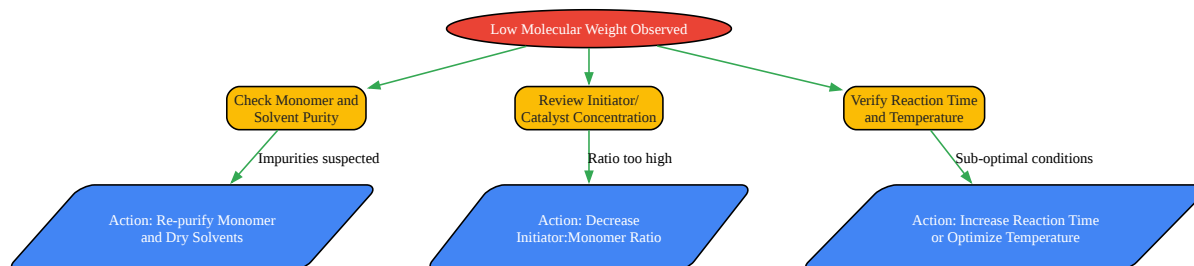 Low Molecular Weight Observed
Check Monomer and
Solvent Purity
Review Initiator/
Catalyst Concentration
Verify Reaction Time
and Temperature
Impurities suspected
Ratio too high
Sub-optimal conditions
Action: Re-purify Monomer
and Dry Solvents
Action: Decrease
Initiator:Monomer Ratio
Action: Increase Reaction Time
or Optimize Temperature